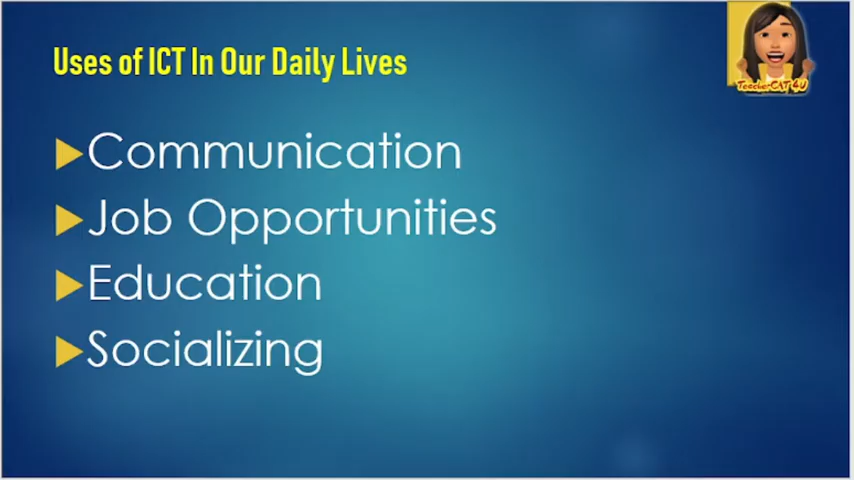 Uses of ICT In Our Daily Lives
TeacherCAT 4U
Communication
Job Opportunities
Education
Socializing